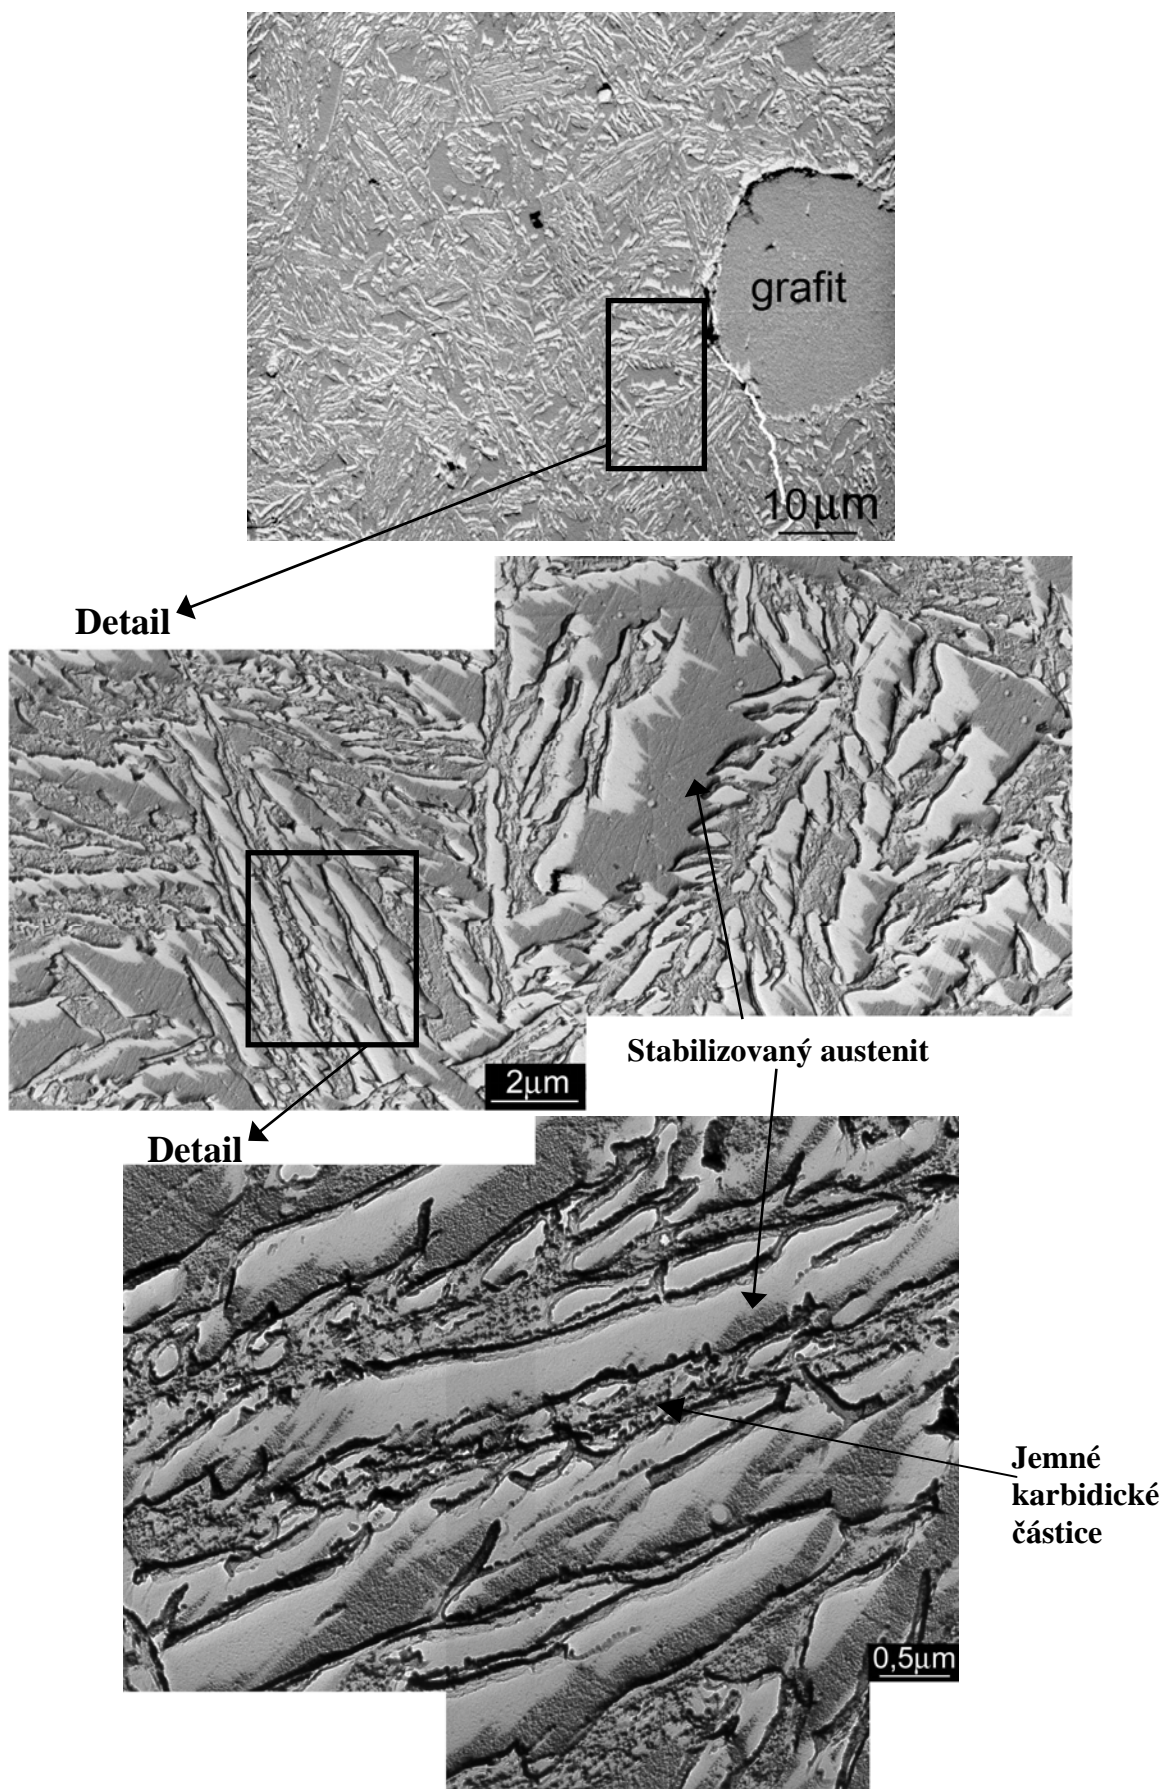 grafit
10μm
Detail
Stabilizovaný austenit
2μm
Detail
Jemné
karbidické
částice
0,5μm